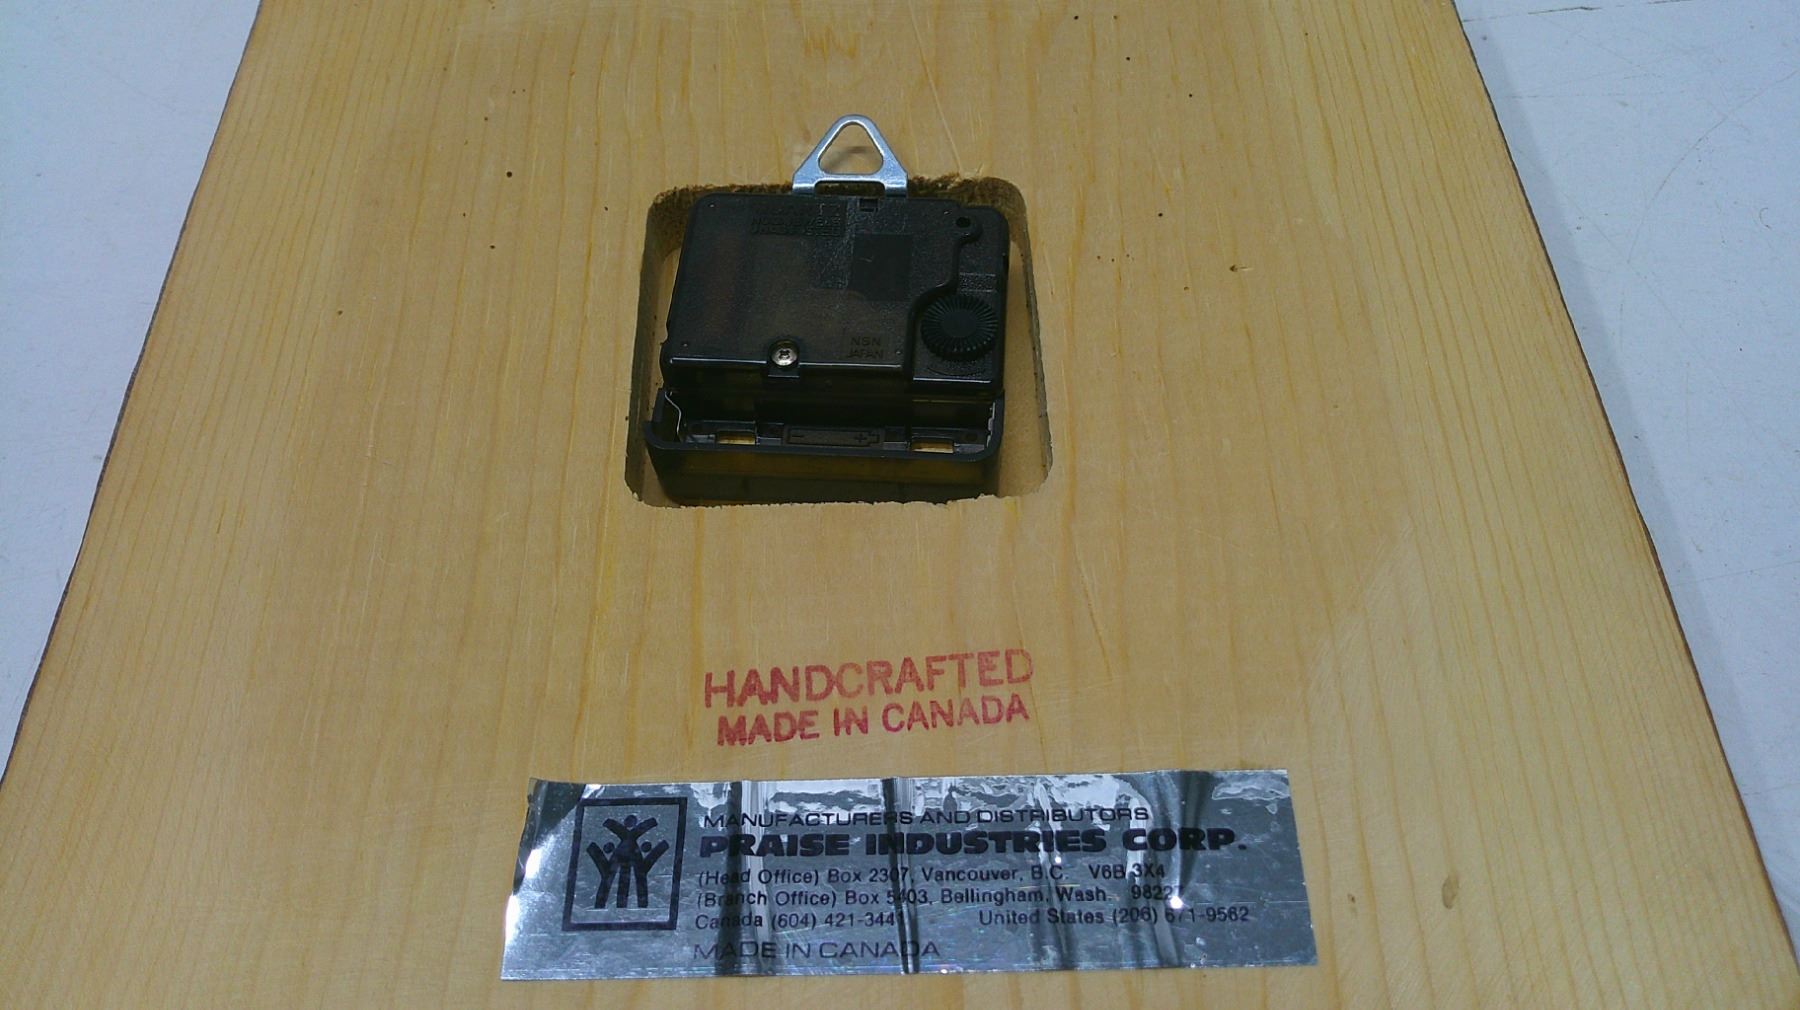 NSN
JAPAN
- +
HANDCRAFTED
MADE IN CANADA
MANUFACTURERS AND DISTRIBUTORS
PRAISE INDUSTRIES CORP.
(Head Office) Box 2307, Vancouver, B.C. V6B 3X4
(Branch Office) Box 5403, Bellingham, Wash. 98227
Canada (604) 421-3441 United States (206) 671-9562
MADE IN CANADA